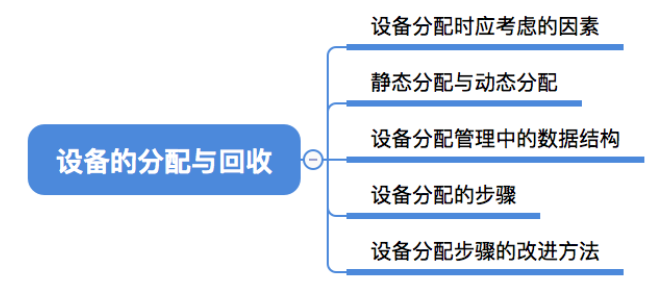 设备的分配与回收
设备分配时应考虑的因素
静态分配与动态分配
设备分配管理中的数据结构
设备分配的步骤
设备分配步骤的改进方法